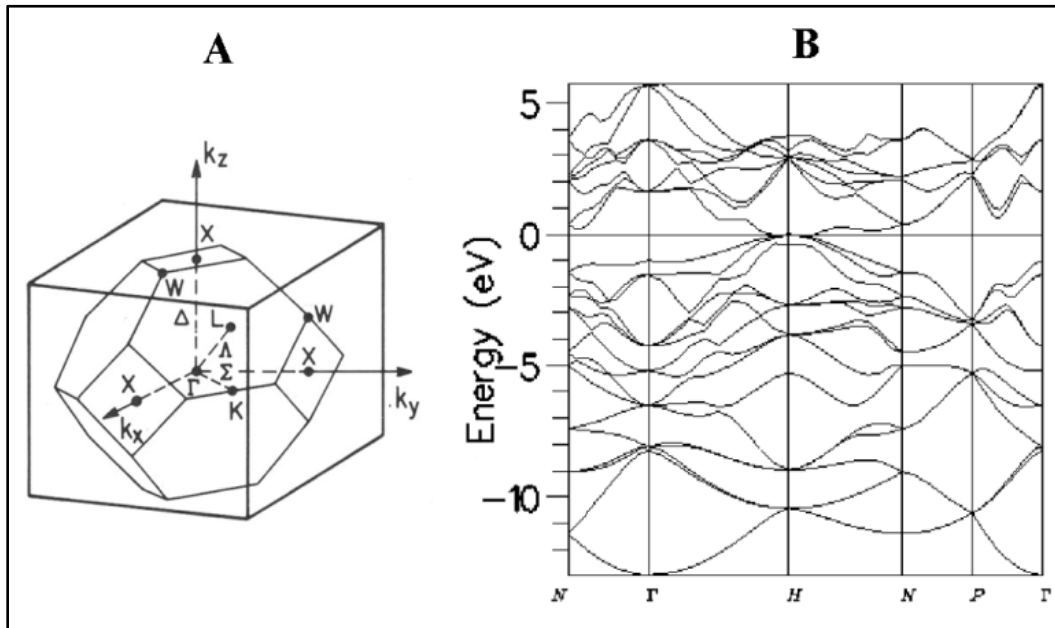 A
B
k_z
X
W
Δ
L
W
Λ
X
Γ
Σ
X
K
k_x
k_y
5
0
-5
-10
Energy (eV)
N Γ H N P Γ